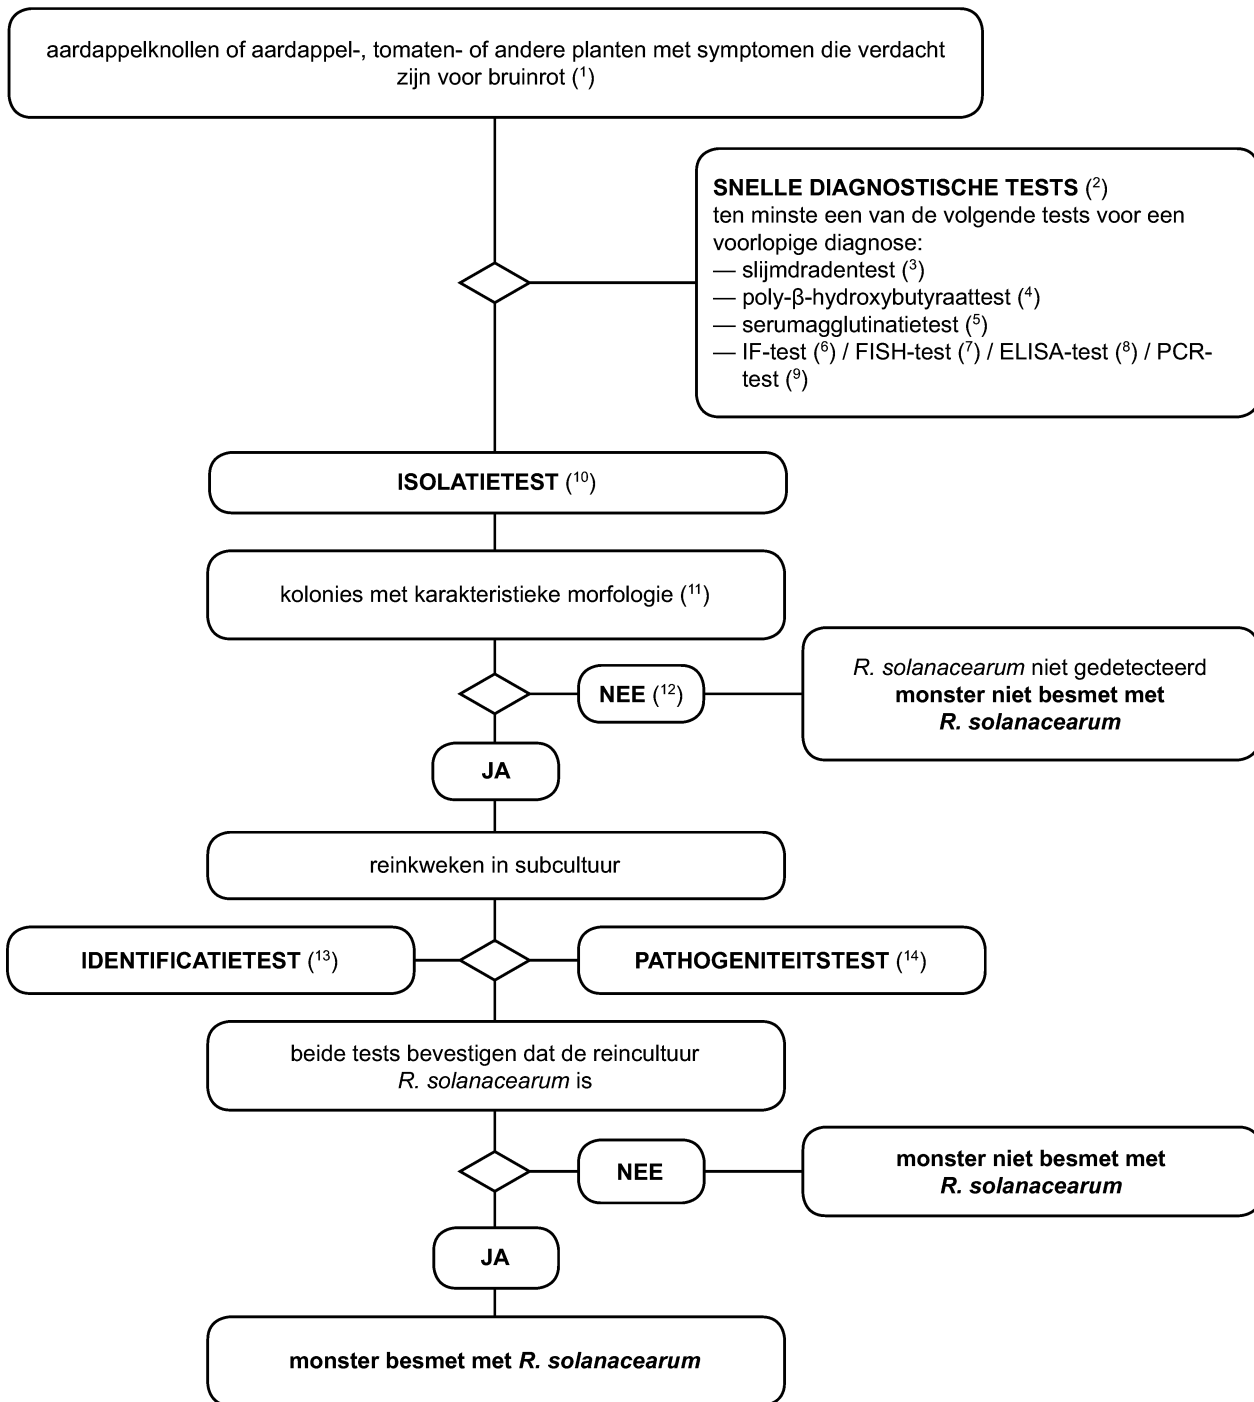 aardappelknollen of aardappel-, tomaten- of andere planten met symptomen die verdacht
zijn voor bruinrot (¹)
SNELLE DIAGNOSTISCHE TESTS (²)
ten minste een van de volgende tests voor een
voorlopige diagnose:
— slijmdradentest (³)
— poly-β-hydroxybutyraattest (⁴)
— serumagglutinatietest (⁵)
— IF-test (⁶) / FISH-test (⁷) / ELISA-test (⁸) / PCR-
test (⁹)
ISOLATIETEST (¹⁰)
kolonies met karakteristieke morfologie (¹¹)
NEE (¹²)
R. solanacearum niet gedetecteerd
monster niet besmet met
R. solanacearum
JA
reinkweken in subcultuur
IDENTIFICATIETEST (¹³)
PATHOGENITEITSTEST (¹⁴)
beide tests bevestigen dat de reincultuur
R. solanacearum is
NEE
monster niet besmet met
R. solanacearum
JA
monster besmet met R. solanacearum